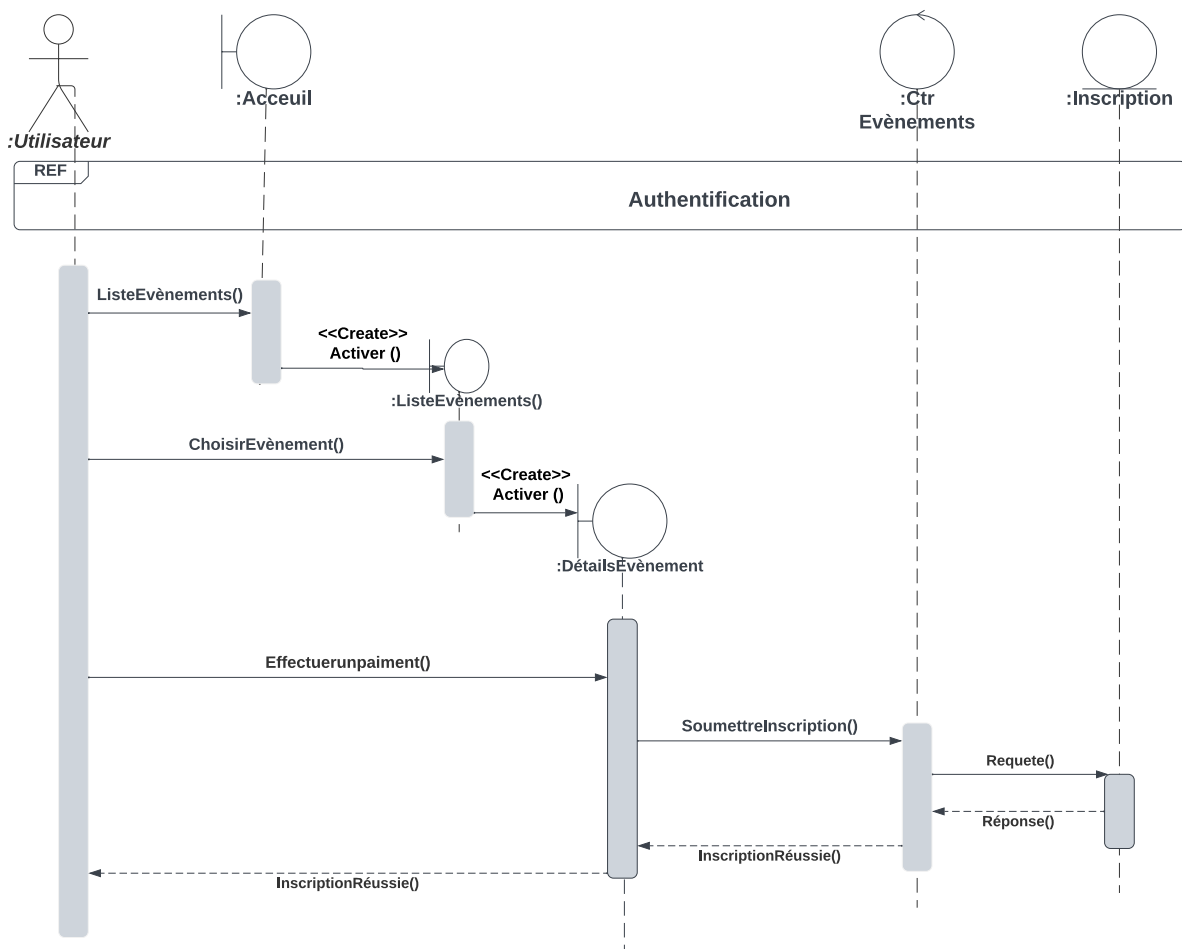 :Utilisateur
:Acceuil
:Ctr
Evènements
:Inscription
REF
Authentification
ListeEvènements()
<<Create>>
Activer ()
:ListeEvènements()
ChoisirEvènement()
<<Create>>
Activer ()
:DétailsEvènement
Effectuerunpaiment()
SoumettreInscription()
Requete()
Réponse()
InscriptionRéussie()
InscriptionRéussie()